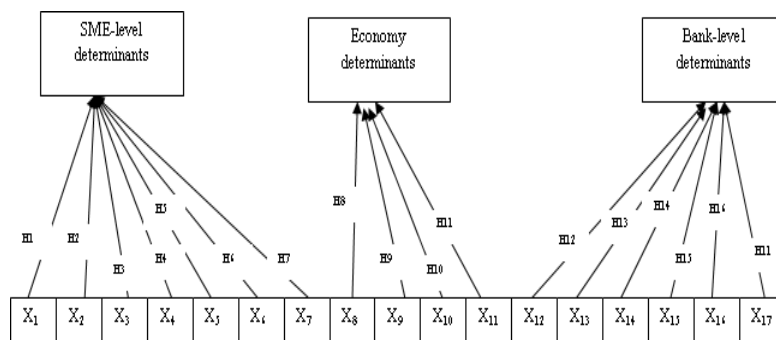 SME-level
determinants
Economy
determinants
Bank-level
determinants
H1
H2
H3
H4
H5
H6
H7
H8
H9
H10
H11
H12
H13
H14
H15
H16
H11
X1 X2 X3 X4 X5 X6 X7 X8 X9 X10 X11 X12 X13 X14 X15 X16 X17